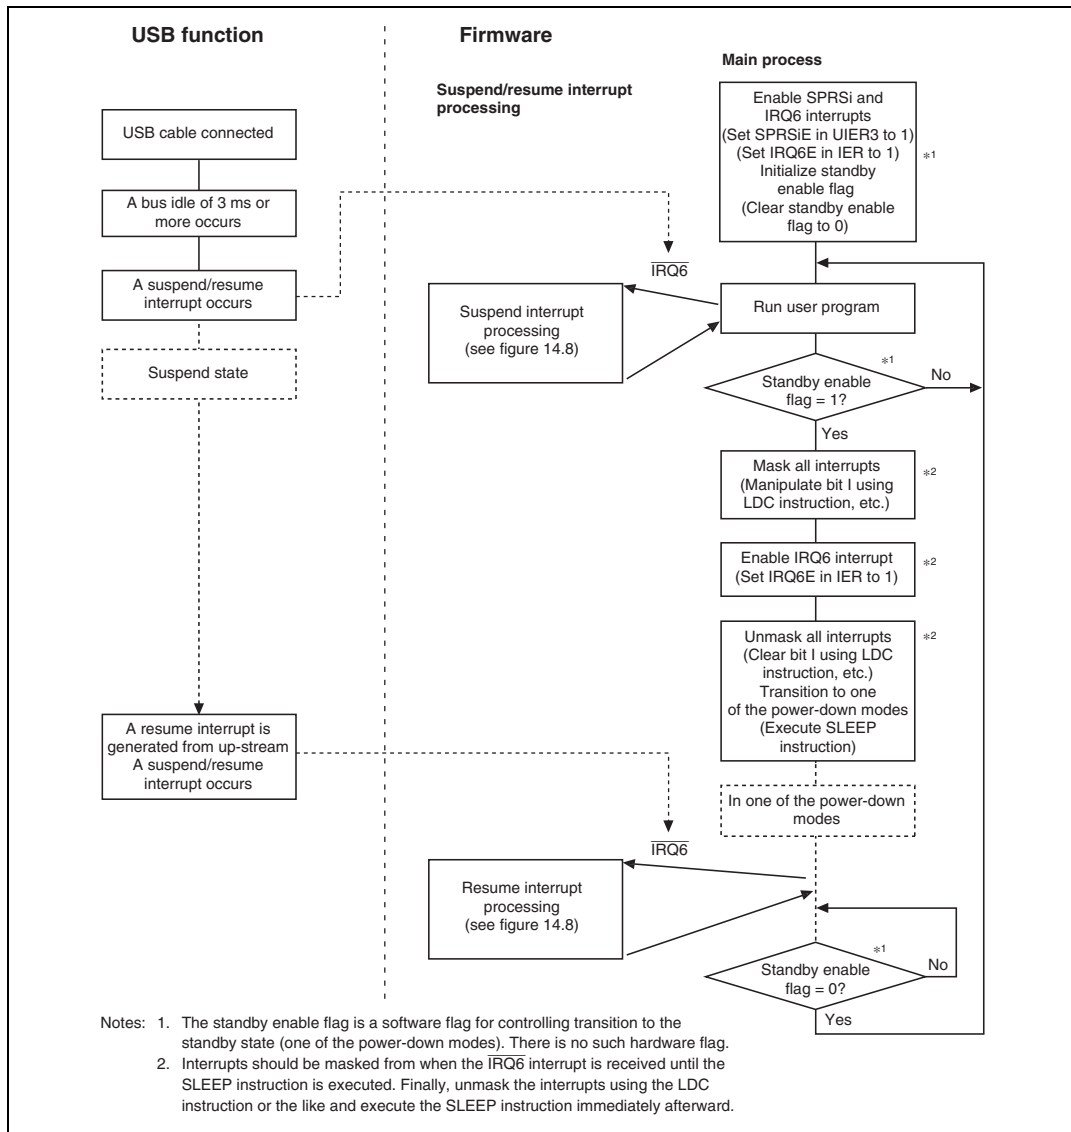 USB function
Firmware
Main process
Suspend/resume interrupt
processing
USB cable connected
A bus idle of 3 ms or
more occurs
A suspend/resume
interrupt occurs
Suspend state
A resume interrupt is
generated from up-stream
A suspend/resume
interrupt occurs
IRQ6
Suspend interrupt
processing
(see figure 14.8)
IRQ6
Resume interrupt
processing
(see figure 14.8)
Enable SPRSi and
IRQ6 interrupts
(Set SPRSiE in UIER3 to 1)
(Set IRQ6E in IER to 1)
Initialize standby
enable flag
(Clear standby enable
flag to 0)
*1
Run user program
*1
Standby enable
flag = 1?
No
Yes
Mask all interrupts
(Manipulate bit I using
LDC instruction, etc.)
*2
Enable IRQ6 interrupt
(Set IRQ6E in IER to 1)
*2
Unmask all interrupts
(Clear bit I using LDC
instruction, etc.)
Transition to one
of the power-down modes
(Execute SLEEP
instruction)
*2
In one of the power-down
modes
*1
Standby enable
flag = 0?
No
Yes
Notes: 1. The standby enable flag is a software flag for controlling transition to the
standby state (one of the power-down modes). There is no such hardware flag.
2. Interrupts should be masked from when the IRQ6 interrupt is received until the
SLEEP instruction is executed. Finally, unmask the interrupts using the LDC
instruction or the like and execute the SLEEP instruction immediately afterward.